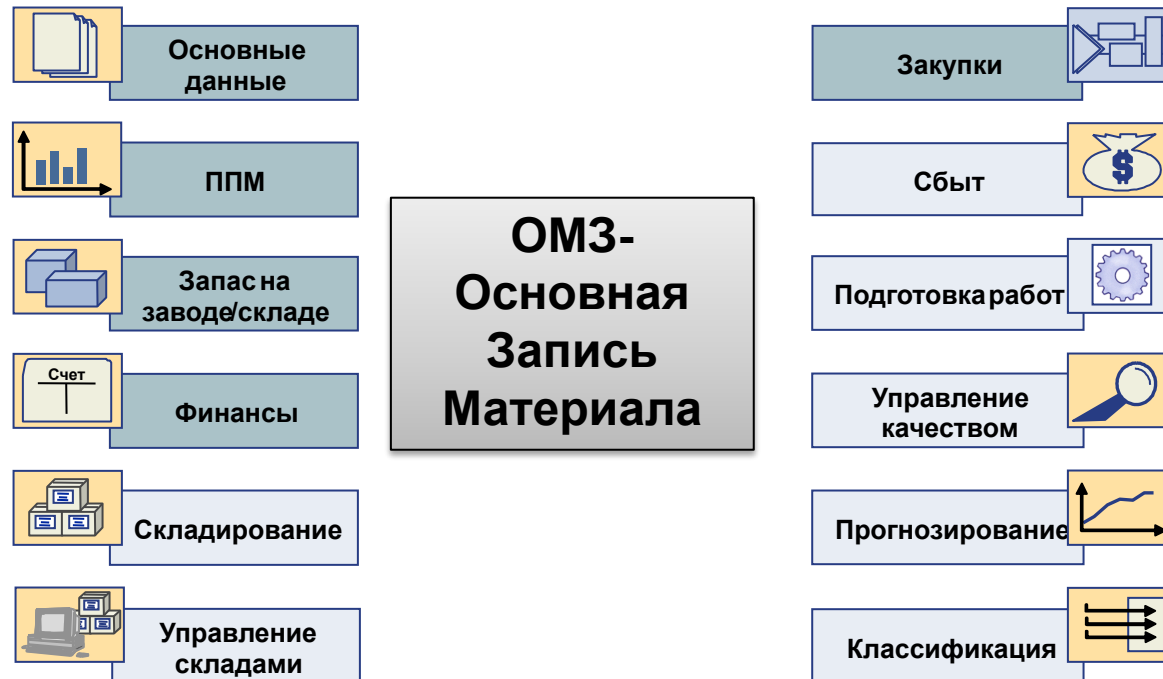 Основные
данные
ППМ
Запас на
заводе/складе
Счет
Финансы
Складирование
Управление
складами
ОМЗ-
Основная
Запись
Материала
Закупки
Сбыт
$
Подготовка работ
Управление
качеством
Прогнозирование
Классификация